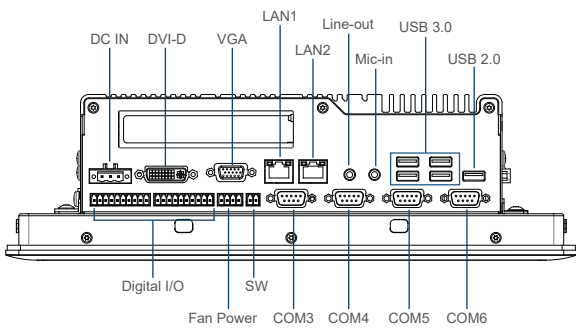 LAN1
Line-out
USB 3.0
DC IN
DVI-D
VGA
LAN2
Mic-in
USB 2.0
Digital I/O
SW
Fan Power
COM3
COM4
COM5
COM6